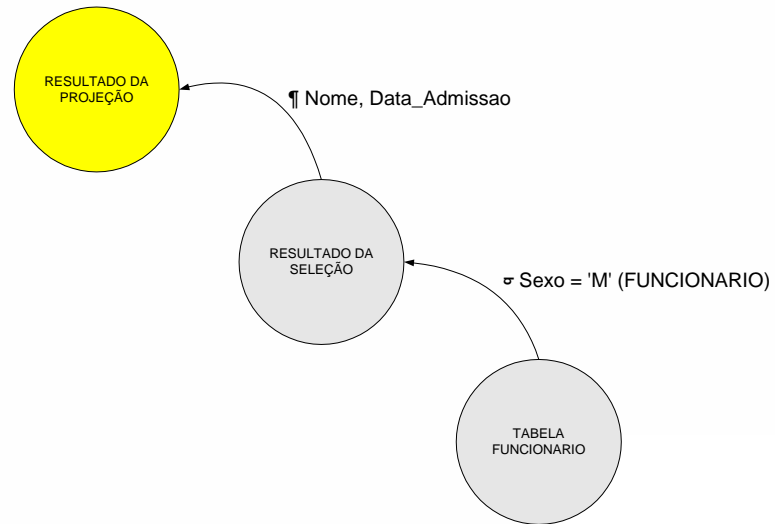 RESULTADO DA
PROJEÇÃO
¶ Nome, Data_Admissao
RESULTADO DA
SELEÇÃO
σ Sexo = 'M' (FUNCIONARIO)
TABELA
FUNCIONARIO